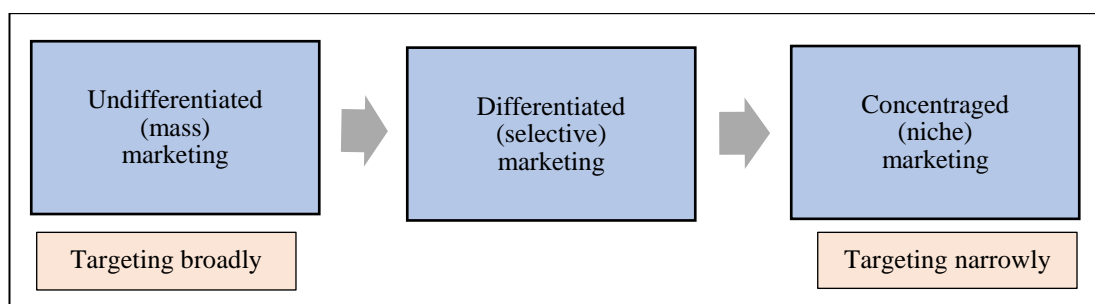 Undifferentiated
(mass)
marketing
Differentiated
(selective)
marketing
Concentraged
(niche)
marketing
Targeting broadly
Targeting narrowly